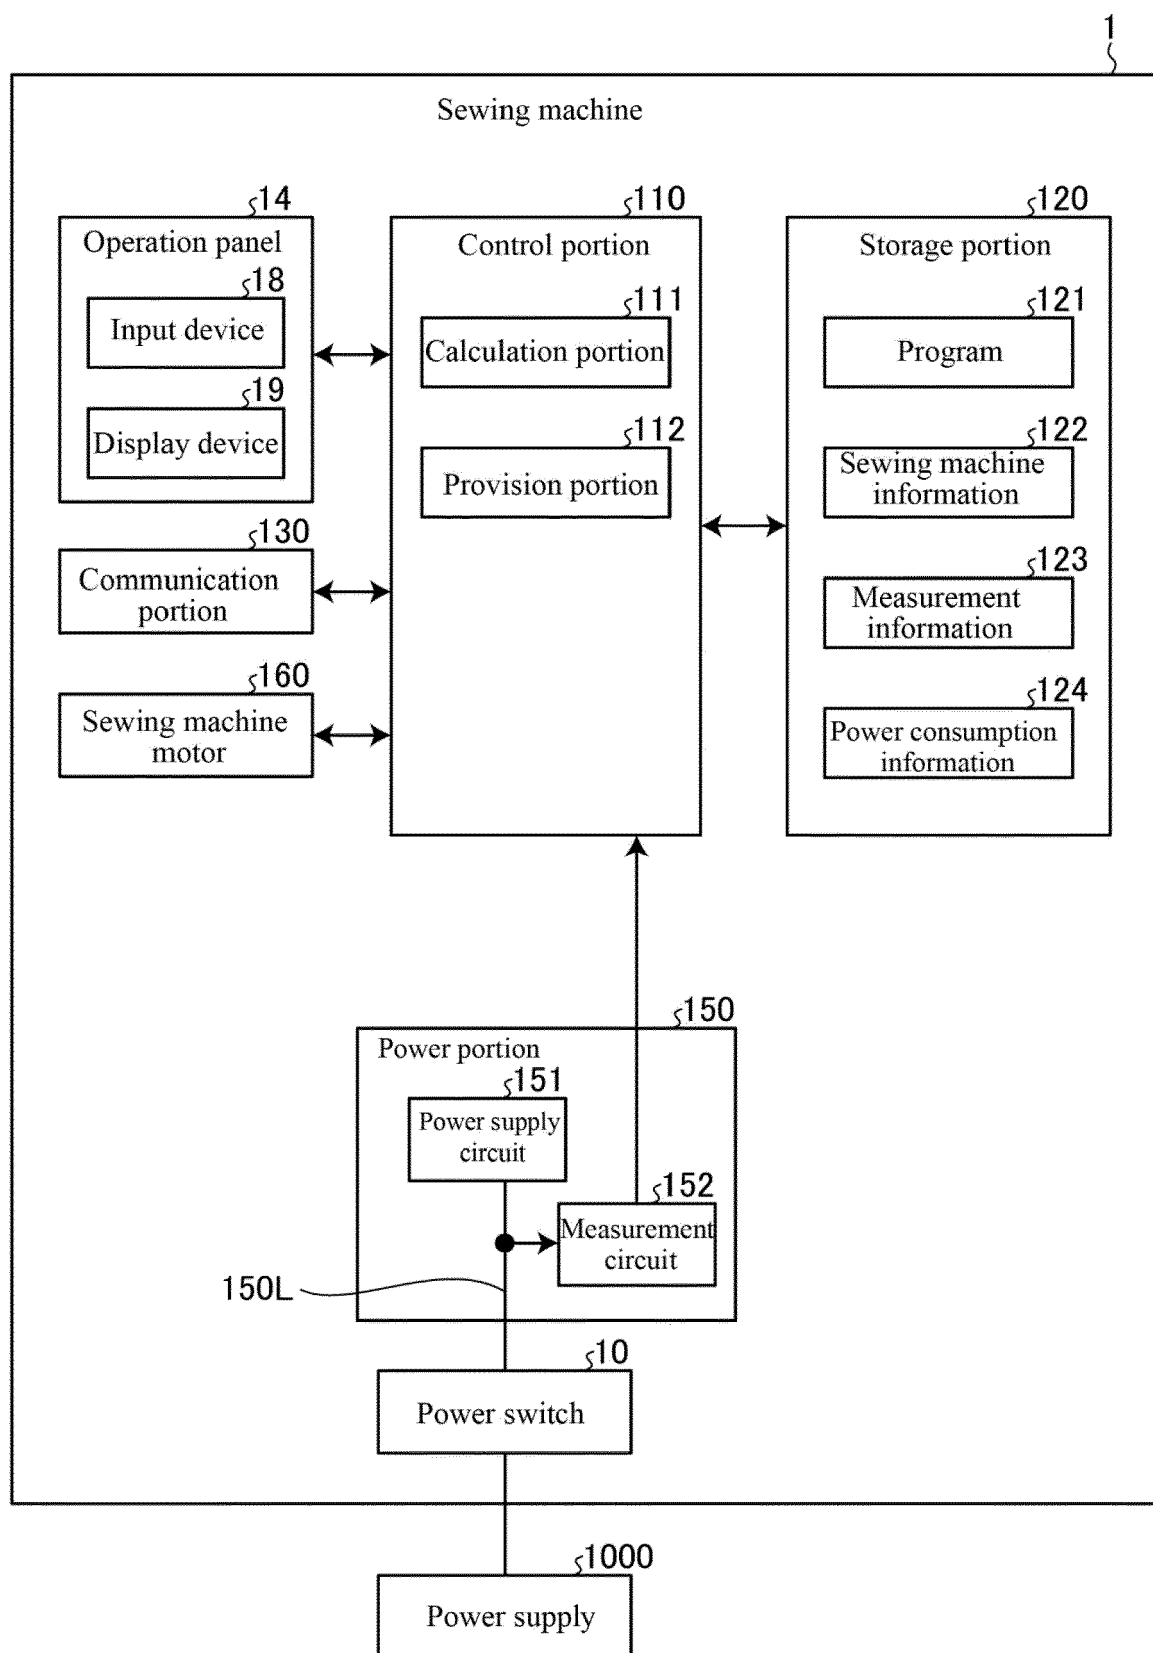 1
Sewing machine
14
Operation panel
18
Input device
19
Display device
130
Communication
portion
160
Sewing machine
motor
110
Control portion
111
Calculation portion
112
Provision portion
120
Storage portion
121
Program
122
Sewing machine
information
123
Measurement
information
124
Power consumption
information
150
Power portion
151
Power supply
circuit
152
Measurement
circuit
150L
10
Power switch
1000
Power supply